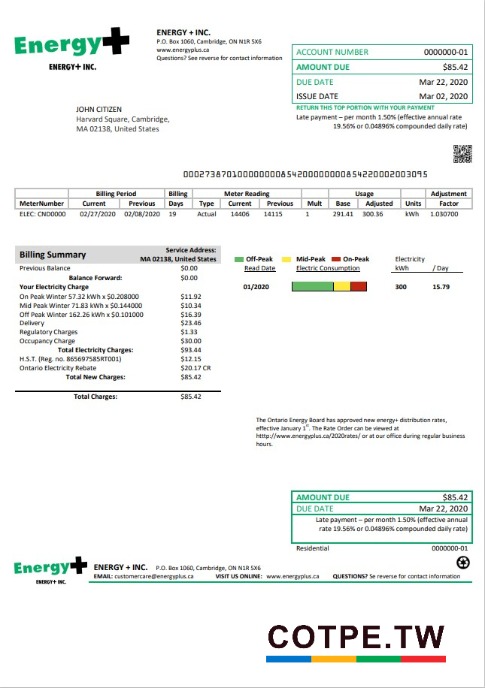 Energy+
ENERGY+ INC.
ENERGY + INC.
P.O. Box 1060, Cambridge, ON N1R 5X6
www.energyplus.ca
Questions? See reverse for contact information
ACCOUNT NUMBER 0000000-01
AMOUNT DUE $85.42
DUE DATE Mar 22, 2020
ISSUE DATE Mar 02, 2020
RETURN THIS TOP PORTION WITH YOUR PAYMENT
Late payment – per month 1.50% (effective annual rate
19.56% or 0.04896% compounded daily rate)
JOHN CITIZEN
Harvard Square, Cambridge,
MA 02138, United States
Billing Period Billing Meter Reading Usage Adjustment
MeterNumber Current Previous Days Type Current Previous Mult Base Adjusted Units Factor
ELEC: CND0000 02/27/2020 02/08/2020 19 Actual 14406 14115 1 291.41 300.36 kWh 1.030700
Billing Summary
Service Address:
MA 02138, United States
Previous Balance $0.00
Balance Forward: $0.00
Your Electricity Charge
On Peak Winter 57.32 kWh x $0.208000 $11.92
Mid Peak Winter 71.83 kWh x $0.144000 $10.34
Off Peak Winter 162.26 kWh x $0.101000 $16.39
Delivery $23.46
Regulatory Charges $1.33
Occupancy Charge $30.00
Total Electricity Charges: $93.44
H.S.T. (Reg. no. 865697585RT001) $12.15
Ontario Electricity Rebate $20.17 CR
Total New Charges: $85.42
Total Charges: $85.42
Off-Peak Mid-Peak On-Peak Electricity
Read Date Electric Consumption kWh / Day
01/2020 300 15.79
The Ontario Energy Board has approved new energy+ distribution rates,
effective January 1st. The Rate Order can be viewed at
http://www.energyplus.ca/2020rates/ or at our office during regular business
hours.
AMOUNT DUE $85.42
DUE DATE Mar 22, 2020
Late payment – per month 1.50% (effective annual
rate 19.56% or 0.04896% compounded daily rate)
Residential 0000000-01
Energy+
ENERGY+ INC.
ENERGY + INC. P.O. Box 1060, Cambridge, ON N1R 5X6
EMAIL: customercare@energyplus.ca VISIT US ONLINE: www.energyplus.ca QUESTIONS? Se reverse for contact information
COTPE.TW